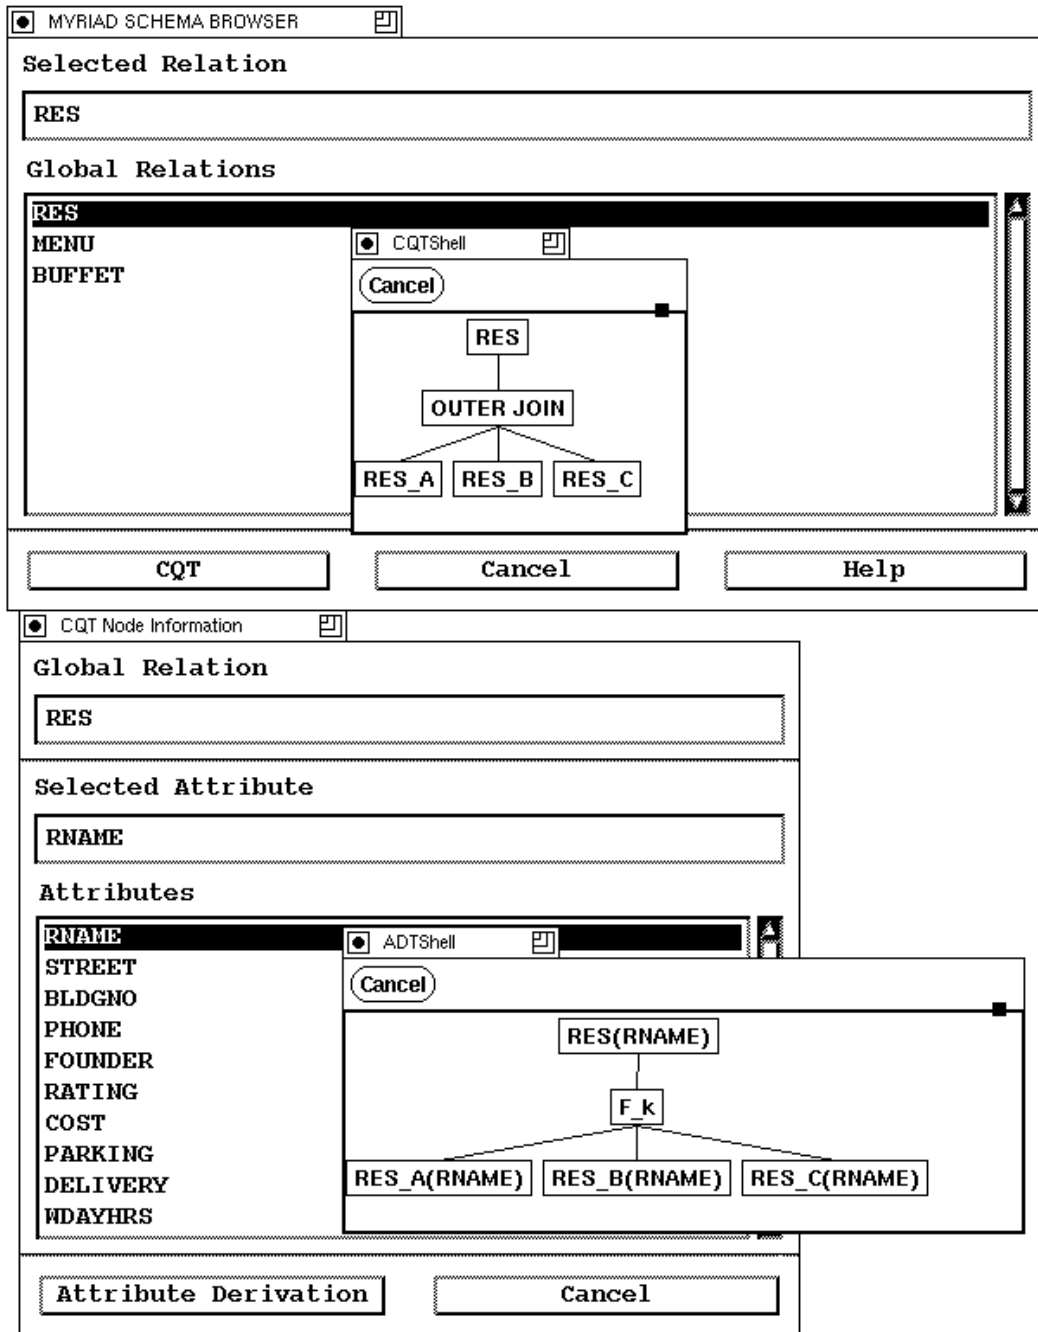 MYRIAD SCHEMA BROWSER
Selected Relation
RES
Global Relations
RES
MENU
BUFFET
CQTShell
Cancel
RES
OUTER JOIN
RES_A RES_B RES_C
CQT Cancel Help
CQT Node Information
Global Relation
RES
Selected Attribute
RNAME
Attributes
RNAME
STREET
BLDGNO
PHONE
FOUNDER
RATING
COST
PARKING
DELIVERY
WDAYHRS
ADTShell
Cancel
RES(RNAME)
F_k
RES_A(RNAME) RES_B(RNAME) RES_C(RNAME)
Attribute Derivation Cancel